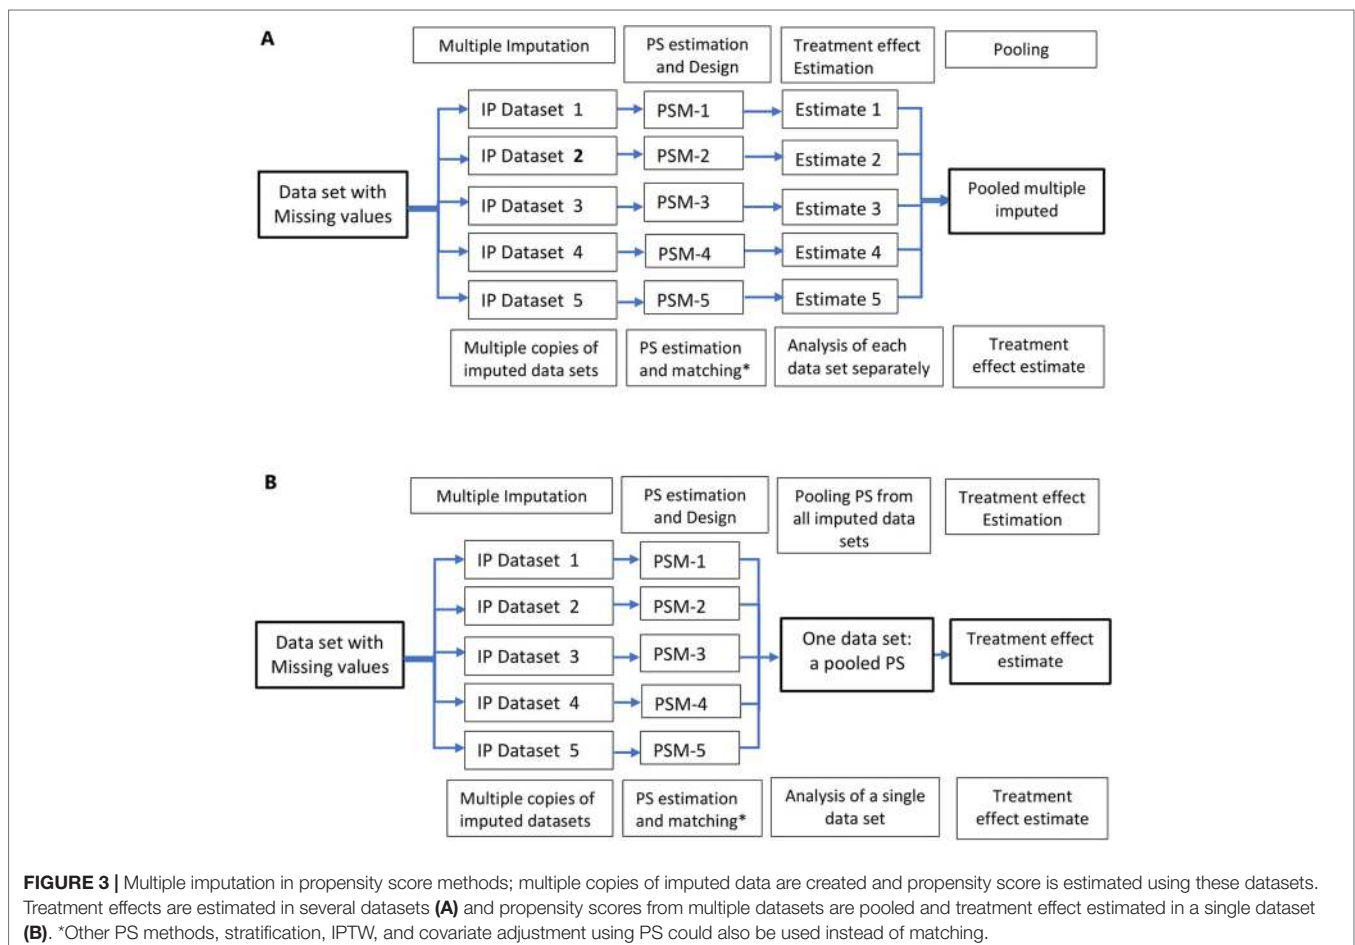 A
Multiple Imputation
PS estimation
and Design
Treatment effect
Estimation
Pooling
IP Dataset 1
PSM-1
Estimate 1
IP Dataset 2
PSM-2
Estimate 2
Data set with
Missing values
IP Dataset 3
PSM-3
Estimate 3
Pooled multiple
imputed
IP Dataset 4
PSM-4
Estimate 4
IP Dataset 5
PSM-5
Estimate 5
Multiple copies of
imputed data sets
PS estimation
and matching*
Analysis of each
data set separately
Treatment
effect estimate
B
Multiple Imputation
PS estimation
and Design
Pooling PS from
all imputed data
sets
Treatment effect
Estimation
IP Dataset 1
PSM-1
IP Dataset 2
PSM-2
Data set with
Missing values
IP Dataset 3
PSM-3
One data set:
a pooled PS
Treatment effect
estimate
IP Dataset 4
PSM-4
IP Dataset 5
PSM-5
Multiple copies of
imputed datasets
PS estimation
and matching*
Analysis of a single
data set
Treatment
effect estimate
FIGURE 3 | Multiple imputation in propensity score methods; multiple copies of imputed data are created and propensity score is estimated using these datasets.
Treatment effects are estimated in several datasets (A) and propensity scores from multiple datasets are pooled and treatment effect estimated in a single dataset
(B). *Other PS methods, stratification, IPTW, and covariate adjustment using PS could also be used instead of matching.